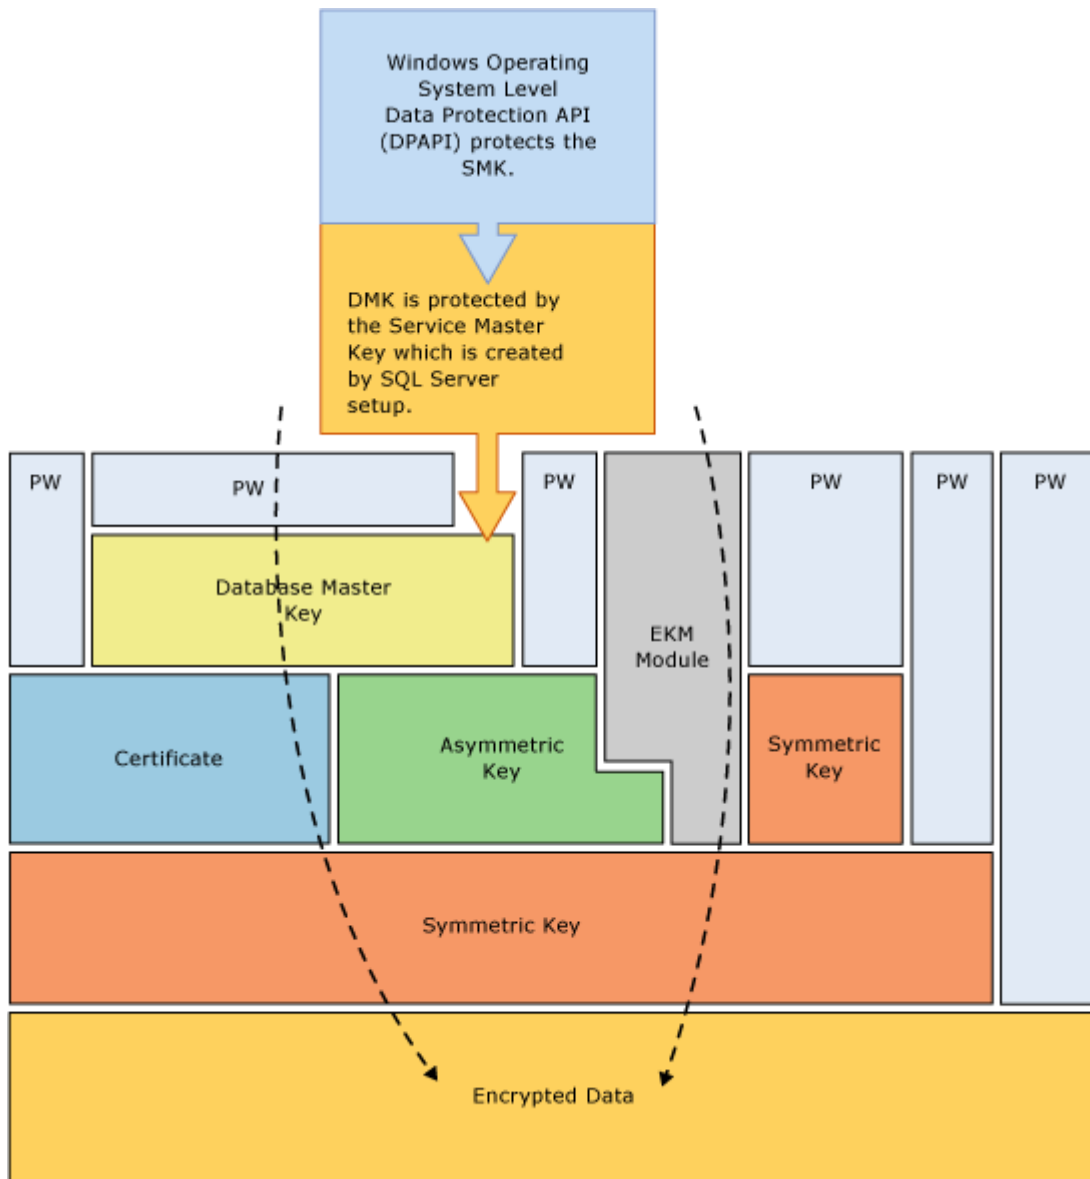 Windows Operating
System Level
Data Protection API
(DPAPI) protects the
SMK.
DMK is protected by
the Service Master
Key which is created
by SQL Server
setup.
PW
PW
PW
PW
PW
PW
Database Master
Key
EKM
Module
Certificate
Asymmetric
Key
Symmetric
Key
Symmetric Key
Encrypted Data